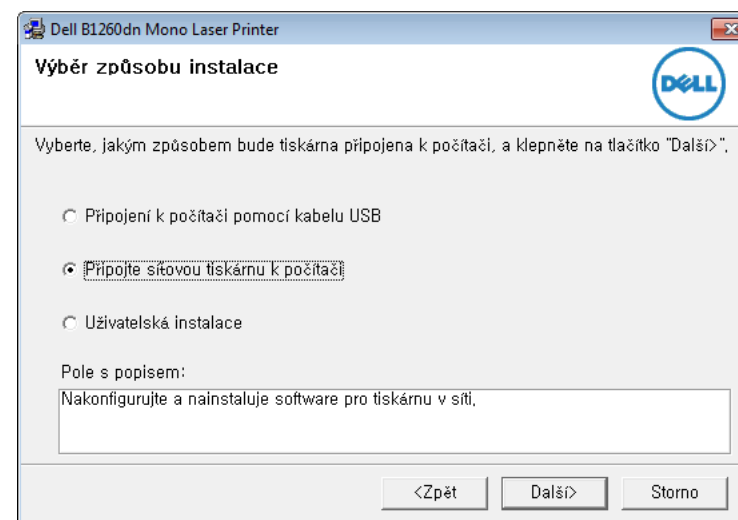 Dell B1260dn Mono Laser Printer
Výběr způsobu instalace
DELL
Vyberte, jakým způsobem bude tiskárna připojena k počítači, a klepněte na tlačítko "Další>",
Připojení k počítači pomocí kabelu USB
Připojte síťovou tiskárnu k počítači
Uživatelská instalace
Pole s popisem:
Nakonfigurujte a nainstaluje software pro tiskárnu v síti,
<Zpět Další> Storno